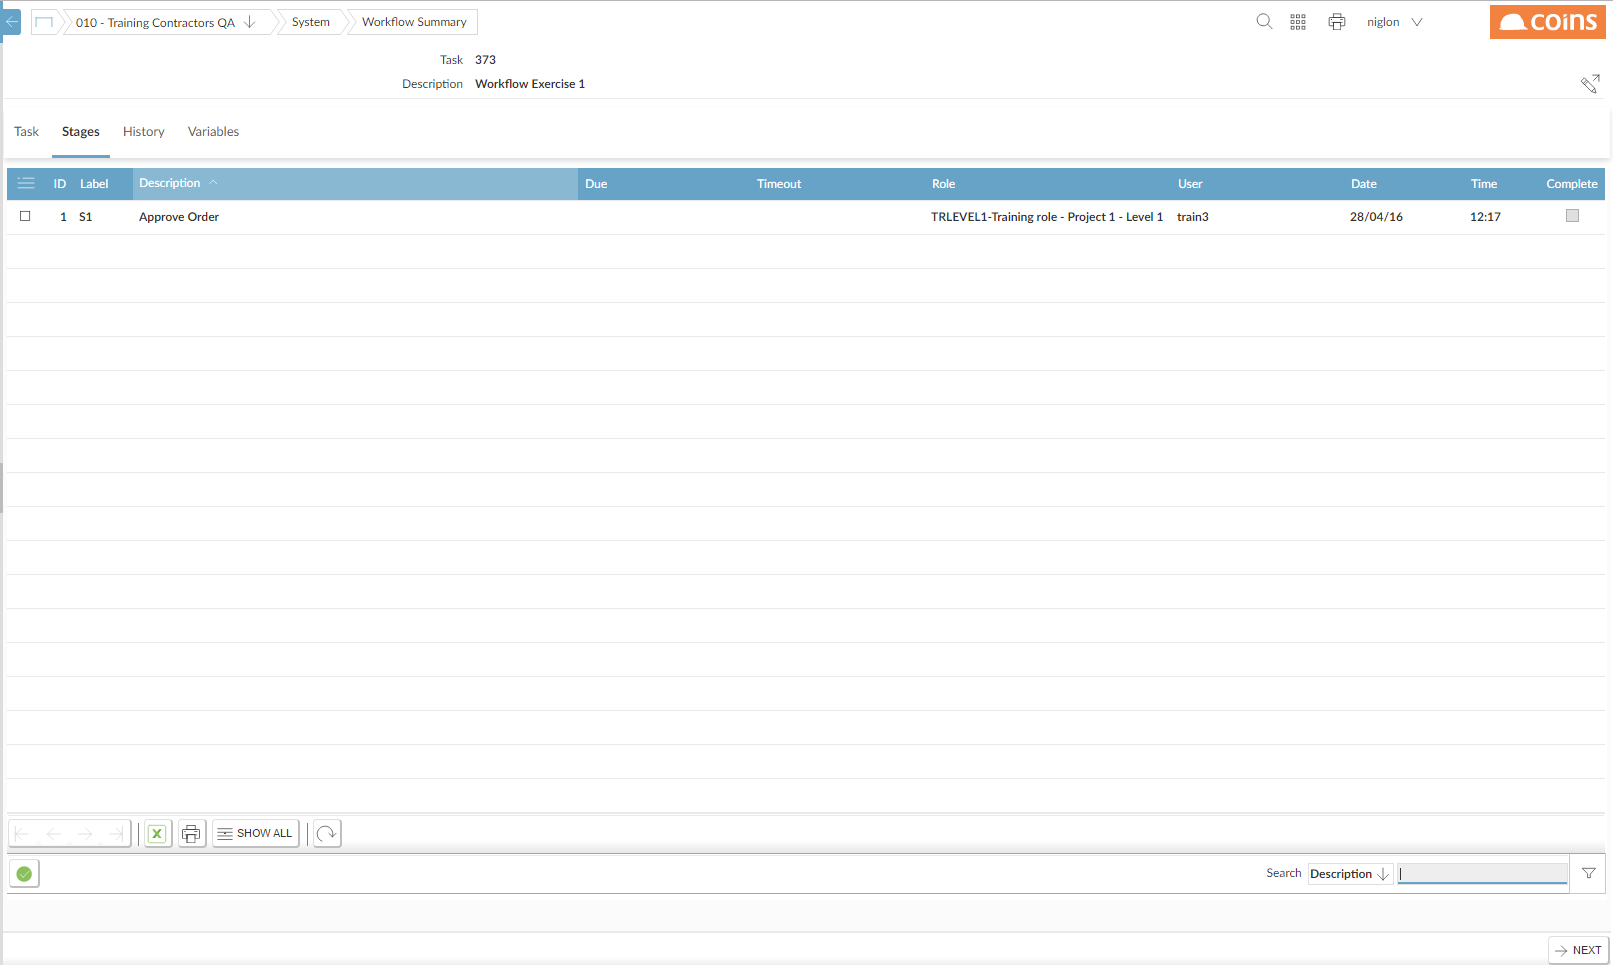 010 - Training Contractors QA System Workflow Summary niglon coins
Task 373
Description Workflow Exercise 1
Task Stages History Variables
ID Label Description Due Timeout Role User Date Time Complete
1 S1 Approve Order TRLEVEL1-Training role - Project 1 - Level 1 train3 28/04/16 12:17
SHOW ALL
Search Description
NEXT